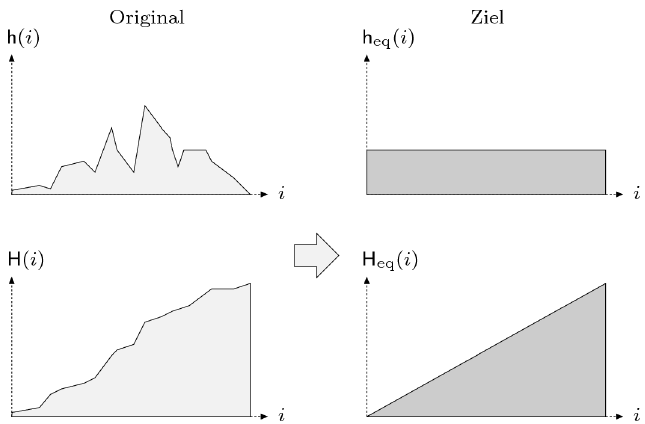 Original
Ziel
h(i)
h_eq(i)
i
i
H(i)
H_eq(i)
i
i